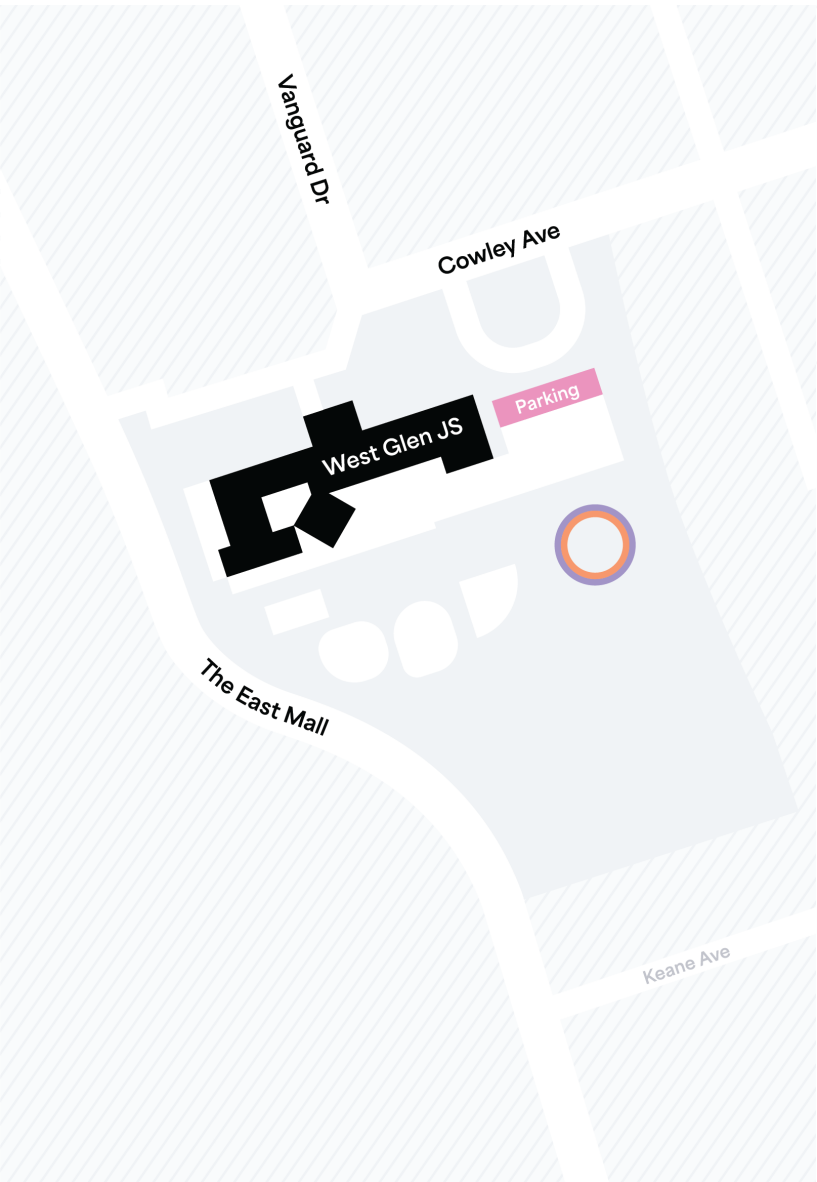 Vanguard Dr
Cowley Ave
Parking
West Glen JS
The East Mall
Keane Ave